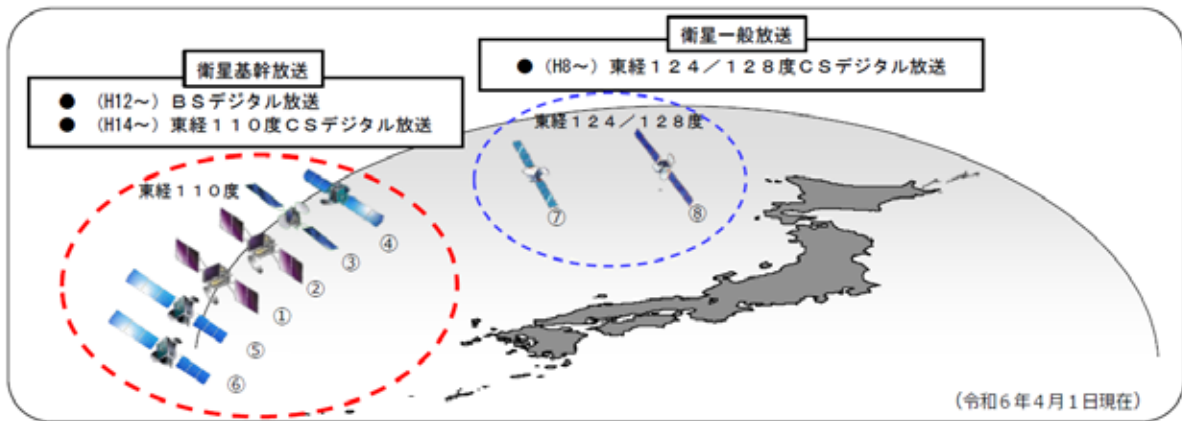 衛星基幹放送
● (H12~) ＢＳデジタル放送
● (H14~) 東経１１０度ＣＳデジタル放送
衛星一般放送
● (H8~) 東経１２４／１２８度ＣＳデジタル放送
東経１１０度
東経１２４／１２８度
④
③
②
①
⑤
⑥
⑦
⑧
(令和６年４月１日現在)